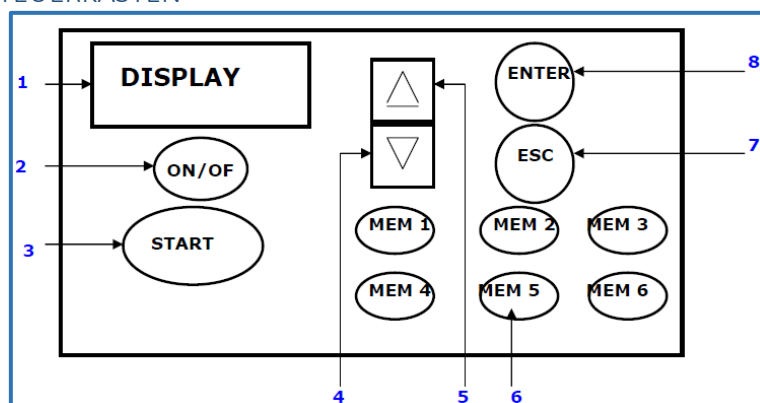 1
DISPLAY
ENTER
8
2
ON/OF
ESC
7
3
START
MEM 1
MEM 2
MEM 3
MEM 4
MEM 5
MEM 6
4
5
6